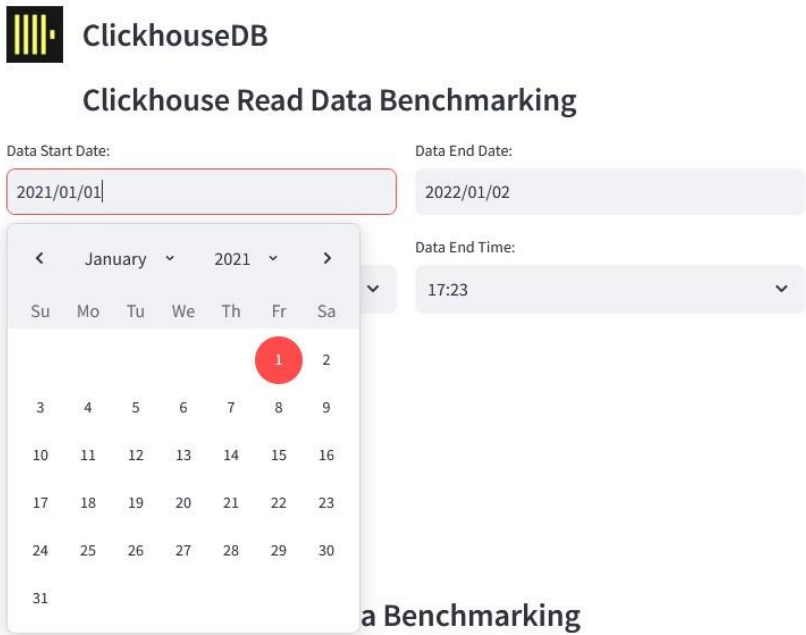 ClickhouseDB
Clickhouse Read Data Benchmarking
Data Start Date:
Data End Date:
2021/01/01
2022/01/02
January 2021
Data End Time:
17:23
Su Mo Tu We Th Fr Sa
1 2
3 4 5 6 7 8 9
10 11 12 13 14 15 16
17 18 19 20 21 22 23
24 25 26 27 28 29 30
31
a Benchmarking